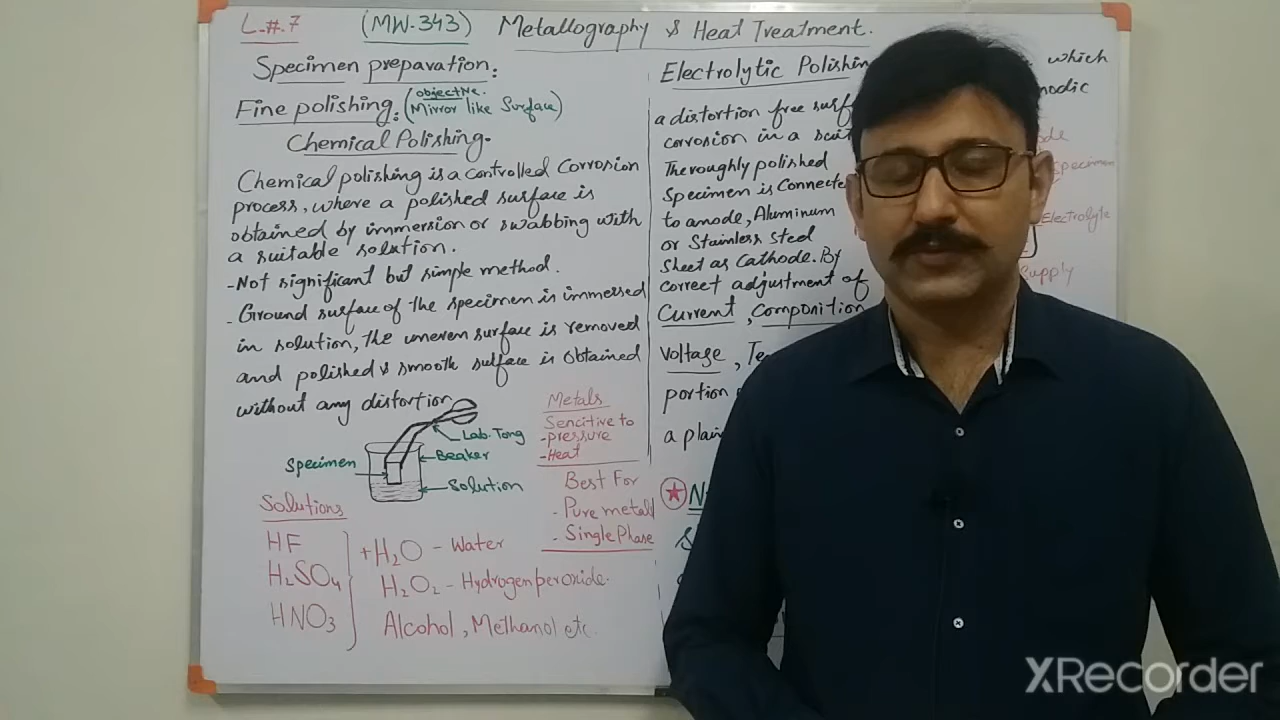 L.#.7 (MW.343) Metallography & Heat Treatment.
Specimen preparation:
Fine polishing: (objective. Mirror like Surface)
Chemical Polishing.
Chemical polishing is a controlled Corrosion
process, where a polished surface is
obtained by immersion or swabbing with
a suitable solution.
- Not significant but simple method.
- Ground surface of the specimen is immersed
in solution, the uneven surface is removed
and polished & smooth surface is obtained
without any distortion
Lab. Tong
Beaker
Specimen
Solution
Metals
Sencitive to
- pressure
- Heat
Best For
- Pure metals
- Single Phase
Solutions
HF
H2SO4
HNO3
+ H2O - Water
H2O2 - Hydrogen peroxide.
Alcohol, Methanol etc.
Electrolytic Polishin
which
a distortion free surf
nodic
corrosion in a suit
Thoroughly polished
Specimen is Connecte
to anode, Aluminum
or Stainless Steel
Sheet as Cathode. By
correct adjustment of
Current, Composition
voltage, Te
portion
a plain
ode
specimen
Electrolyte
Supply
XRecorder